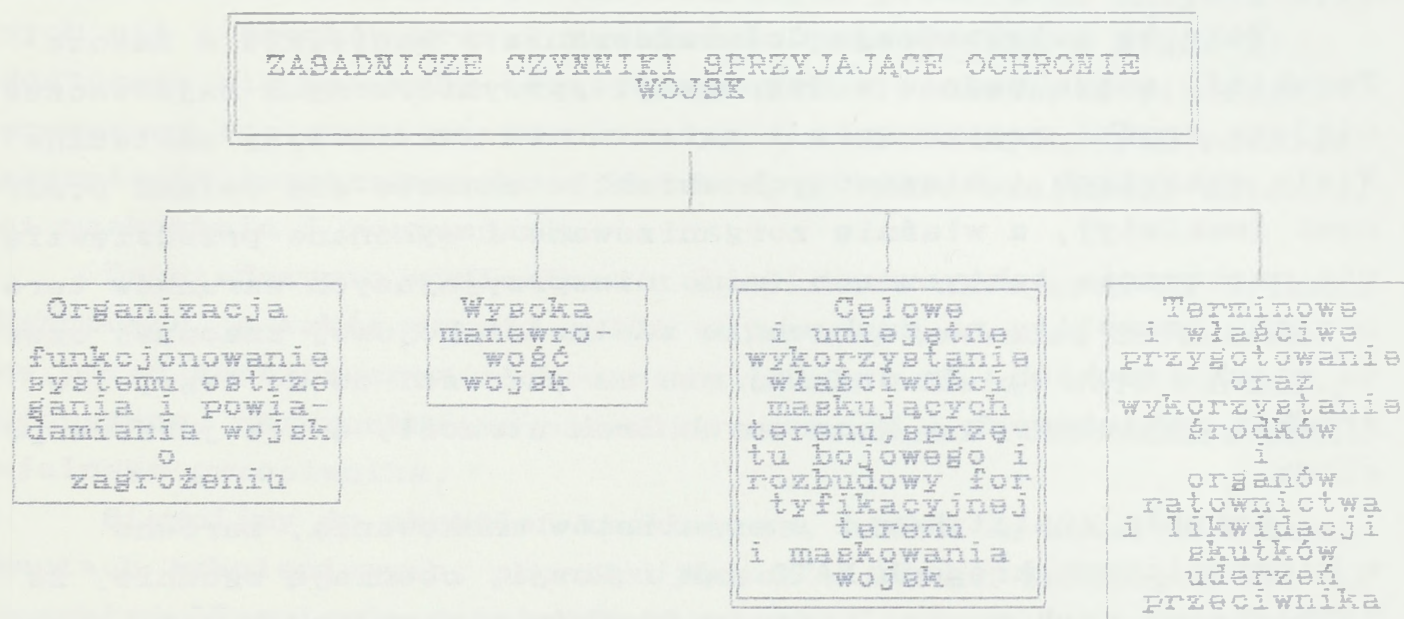 ZASADNICZE CZYNNIKI SPRZYJAJĄCE OCHRONIE
WOJSK
Organizacja
i
funkcjonowanie
systemu ostrze
gania i powia-
damiania wojsk
o
zagrożeniu
Wysoka
manewro-
wość
wojsk
Celowe
i umiejętne
wykorzystanie
właściwości
maskujących
terenu,sprzę-
tu bojowego i
rozbudowy for
tyfikacyjnej
terenu
i maskowania
wojsk
Terminowe
i właściwe
przygotowanie
oraz
wykorzystanie
środków
i
organów
ratownictwa
i likwidacji
skutków
uderzeń
przeciwnika